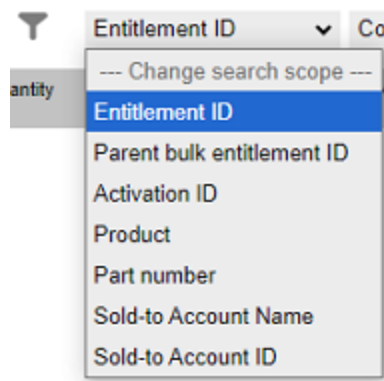 Entitlement ID
Co
antity
--- Change search scope ---
Entitlement ID
Parent bulk entitlement ID
Activation ID
Product
Part number
Sold-to Account Name
Sold-to Account ID